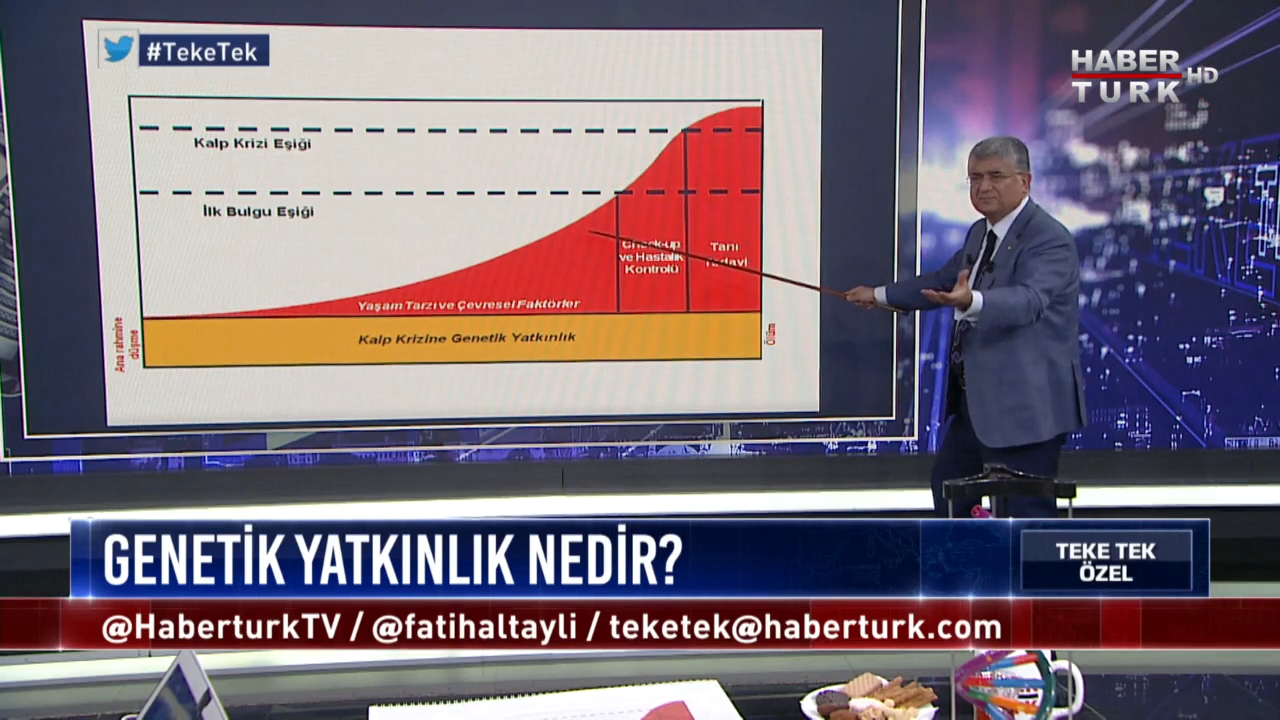 #TekeTek
HABER
TURK HD
Kalp Krizi Eşiği
İlk Bulgu Eşiği
Check-up
ve Hastalık
Kontrolü
Tanı
Tedavi
Yaşam Tarzı ve Çevresel Faktörler
Kalp Krizine Genetik Yatkınlık
Ana rahmine
düşme
Ölüm
GENETİK YATKINLIK NEDİR?
TEKE TEK
ÖZEL
@HaberturkTV / @fatihaltayli / teketek@haberturk.com